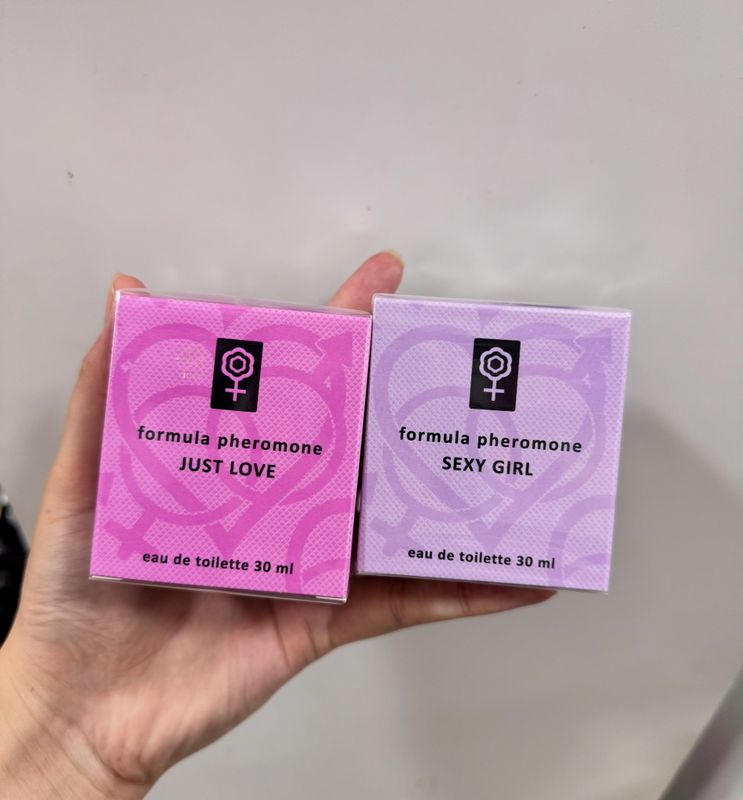 formula pheromone
JUST LOVE
eau de toilette 30 ml
formula pheromone
SEXY GIRL
eau de toilette 30 ml